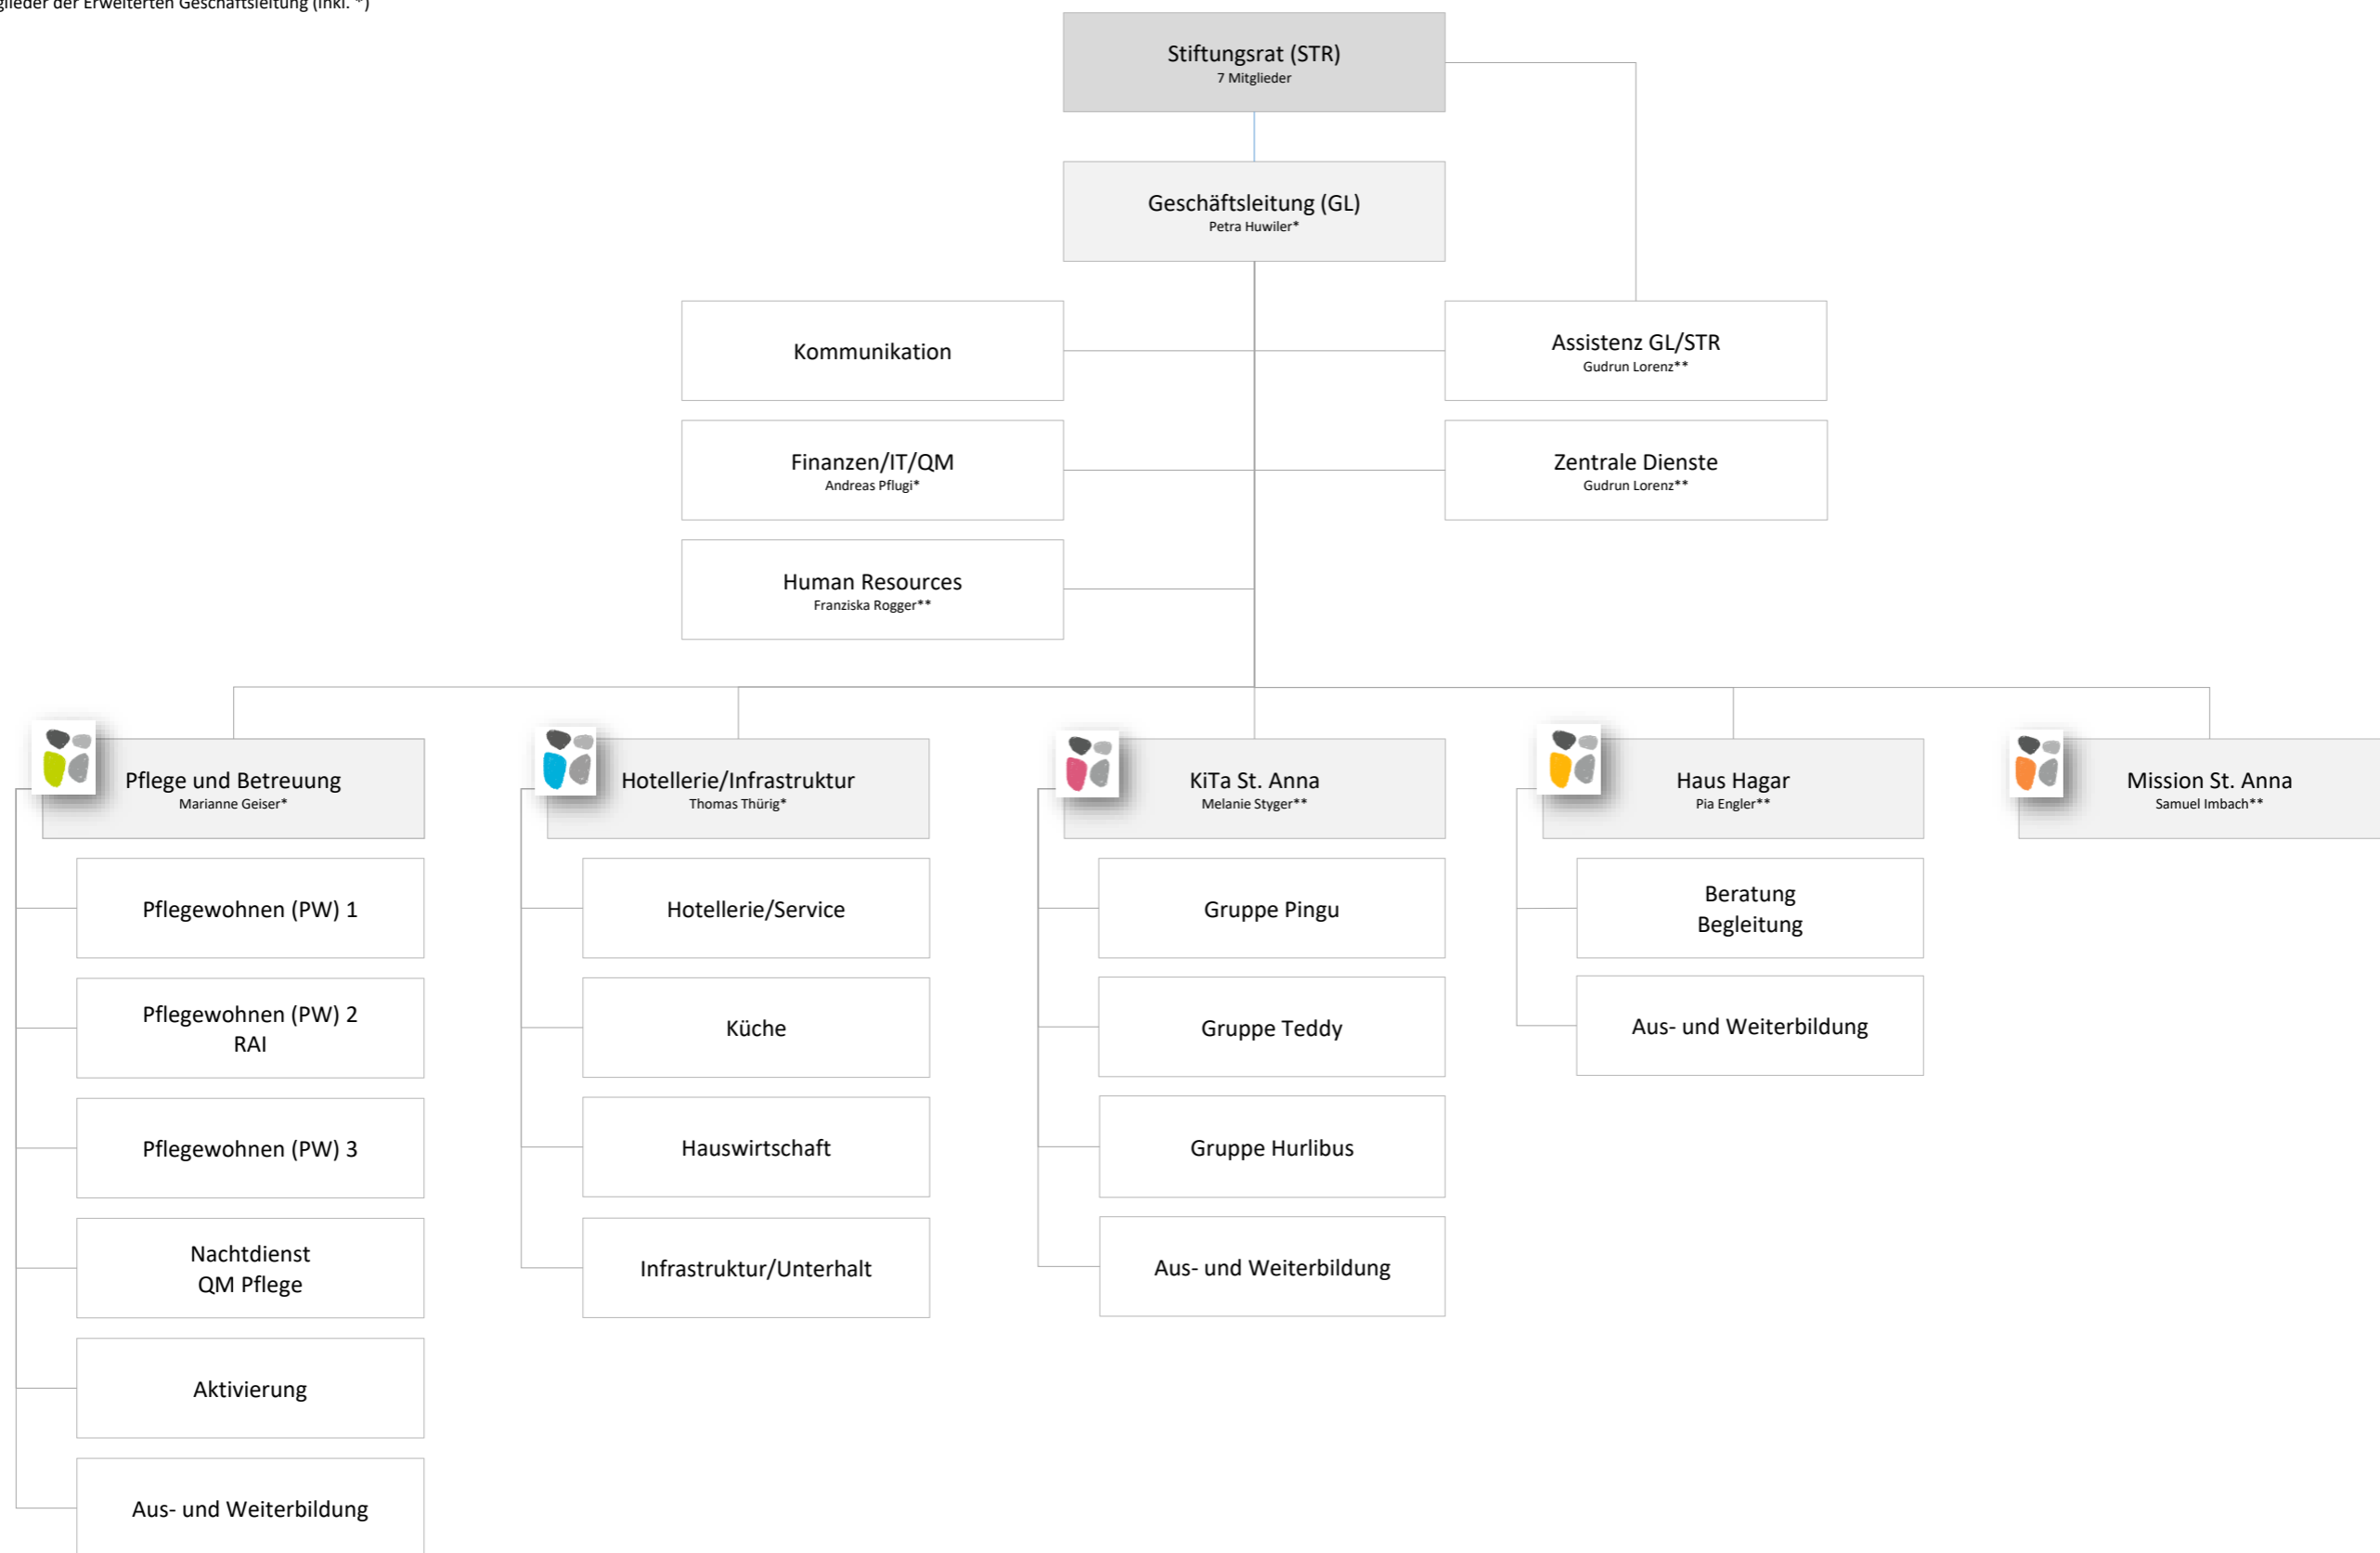 der Erweiterten Geschäftsleitung (inkl. *)
Stiftungsrat (STR)
7 Mitglieder
Geschäftsleitung (GL)
Petra Huwiler*
Kommunikation
Assistenz GL/STR
Gudrun Lorenz**
Finanzen/IT/QM
Andreas Pflugi*
Zentrale Dienste
Gudrun Lorenz**
Human Resources
Franziska Rogger**
Pflege und Betreuung
Marianne Geiser*
Pflegewohnen (PW) 1
Pflegewohnen (PW) 2
RAI
Pflegewohnen (PW) 3
Nachtdienst
QM Pflege
Aktivierung
Aus- und Weiterbildung
Hotellerie/Infrastruktur
Thomas Thürig*
Hotellerie/Service
Küche
Hauswirtschaft
Infrastruktur/Unterhalt
KiTa St. Anna
Melanie Styger**
Gruppe Pingu
Gruppe Teddy
Gruppe Hurlibus
Aus- und Weiterbildung
Haus Hagar
Pia Engler**
Beratung
Begleitung
Aus- und Weiterbildung
Mission St. Anna
Samuel Imbach**